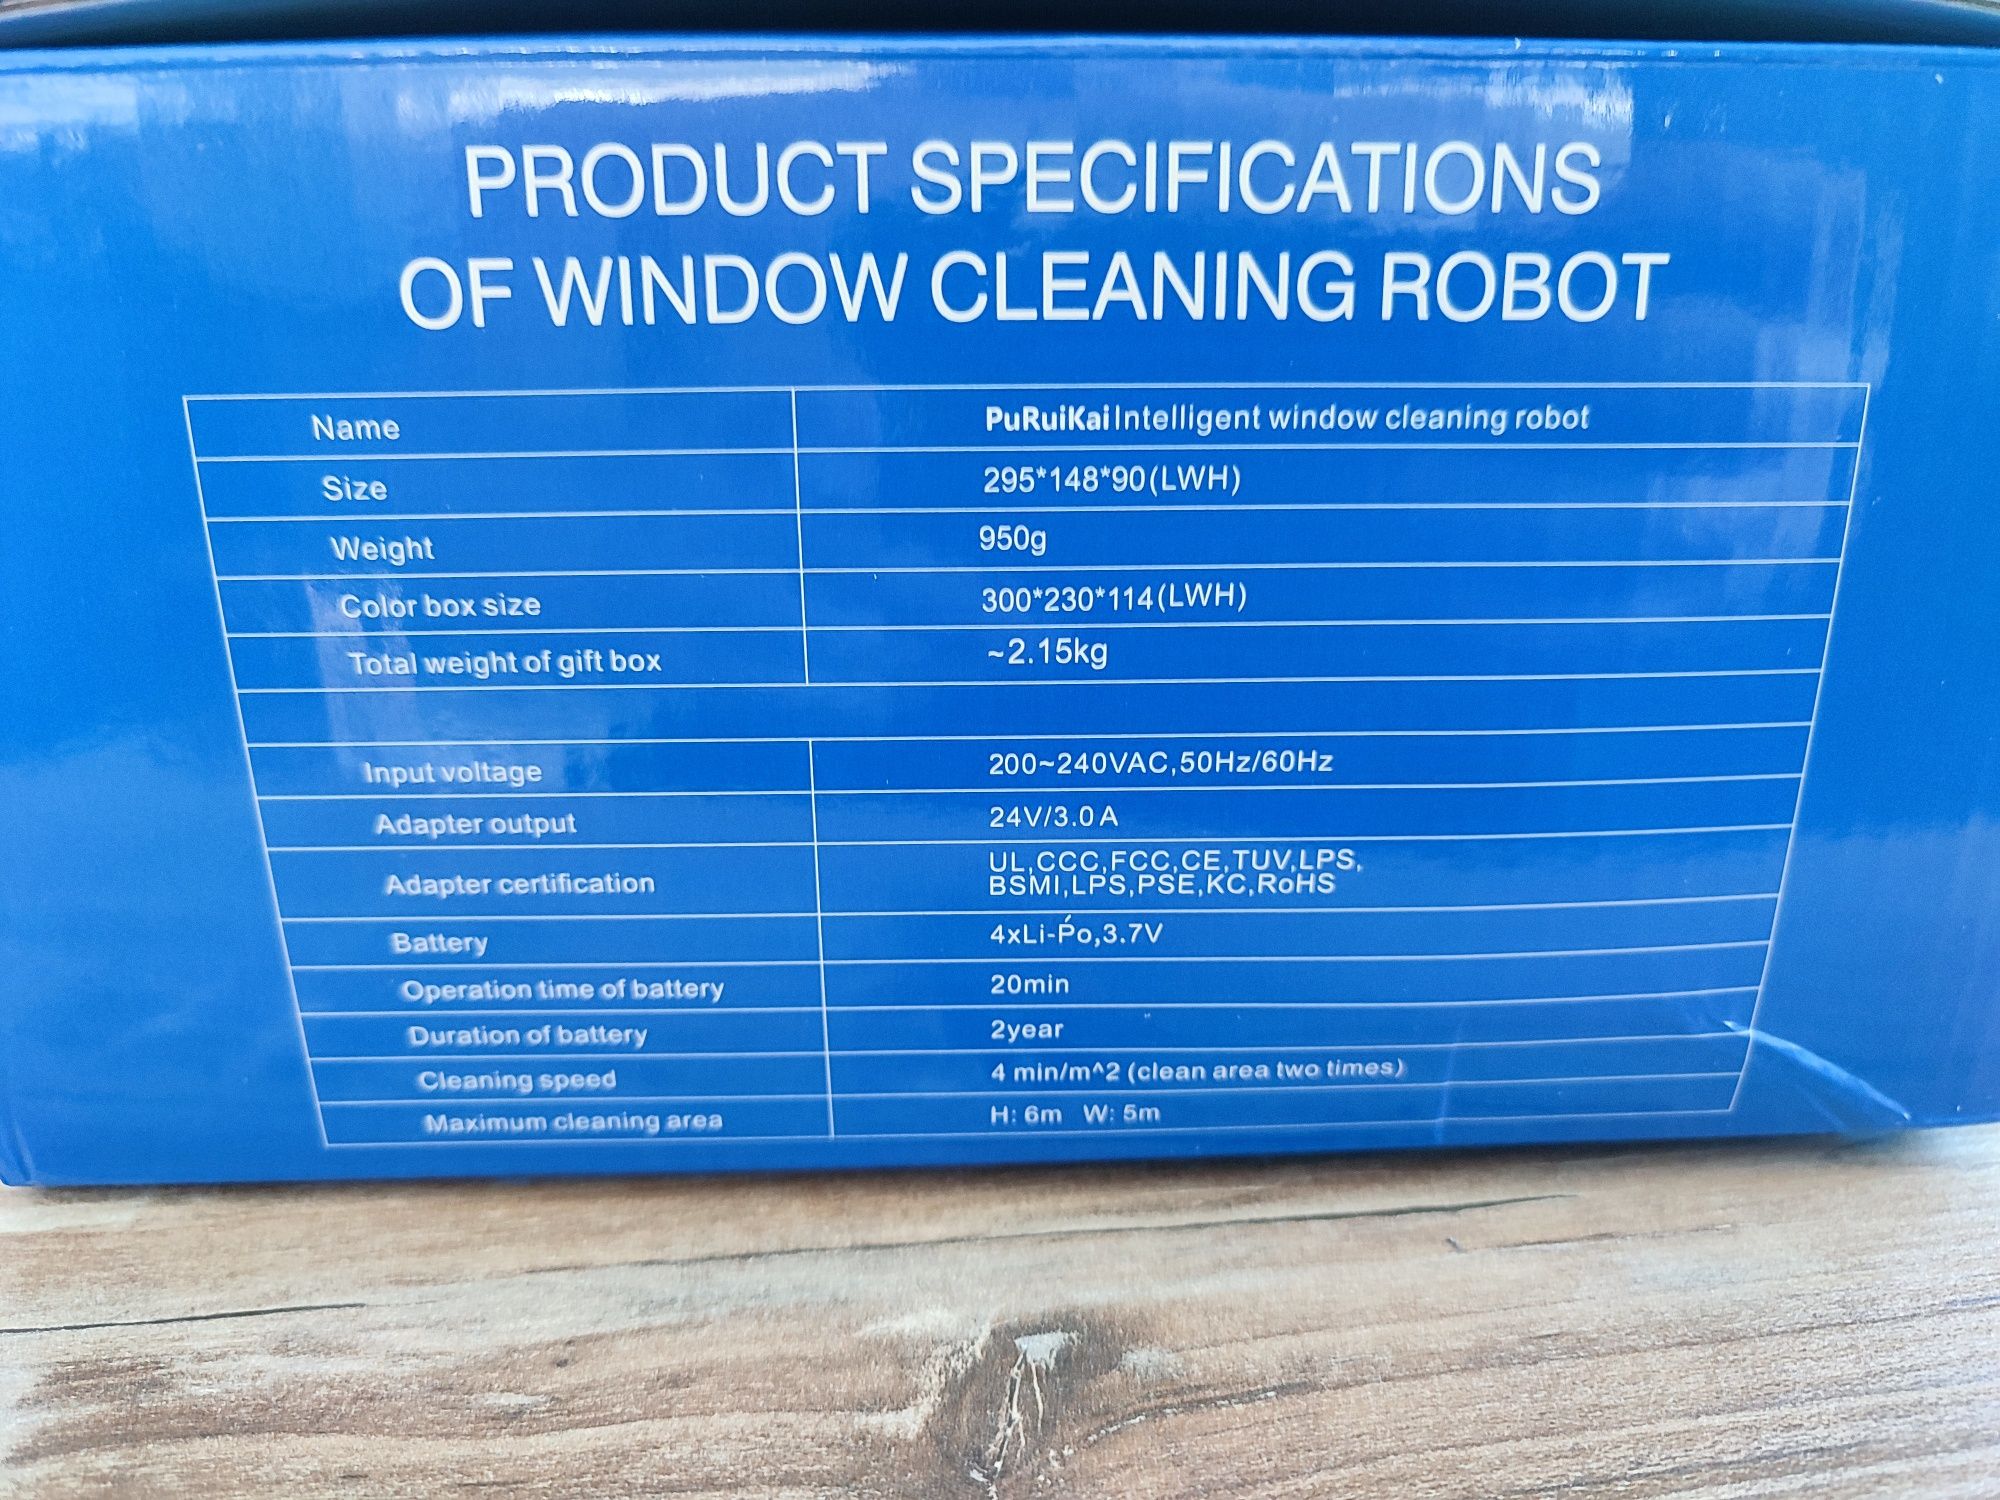 PRODUCT SPECIFICATIONS
OF WINDOW CLEANING ROBOT
Name PuRuiKai Intelligent window cleaning robot
Size 295*148*90(LWH)
Weight 950g
Color box size 300*230*114(LWH)
Total weight of gift box ~2.15kg
Input voltage 200~240VAC,50Hz/60Hz
Adapter output 24V/3.0A
Adapter certification UL,CCC,FCC,CE,TUV,LPS,
BSMI,LPS,PSE,KC,RoHS
Battery 4xLi-Ṕo,3.7V
Operation time of battery 20min
Duration of battery 2year
Cleaning speed 4 min/m^2 (clean area two times)
Maximum cleaning area H: 6m W: 5m